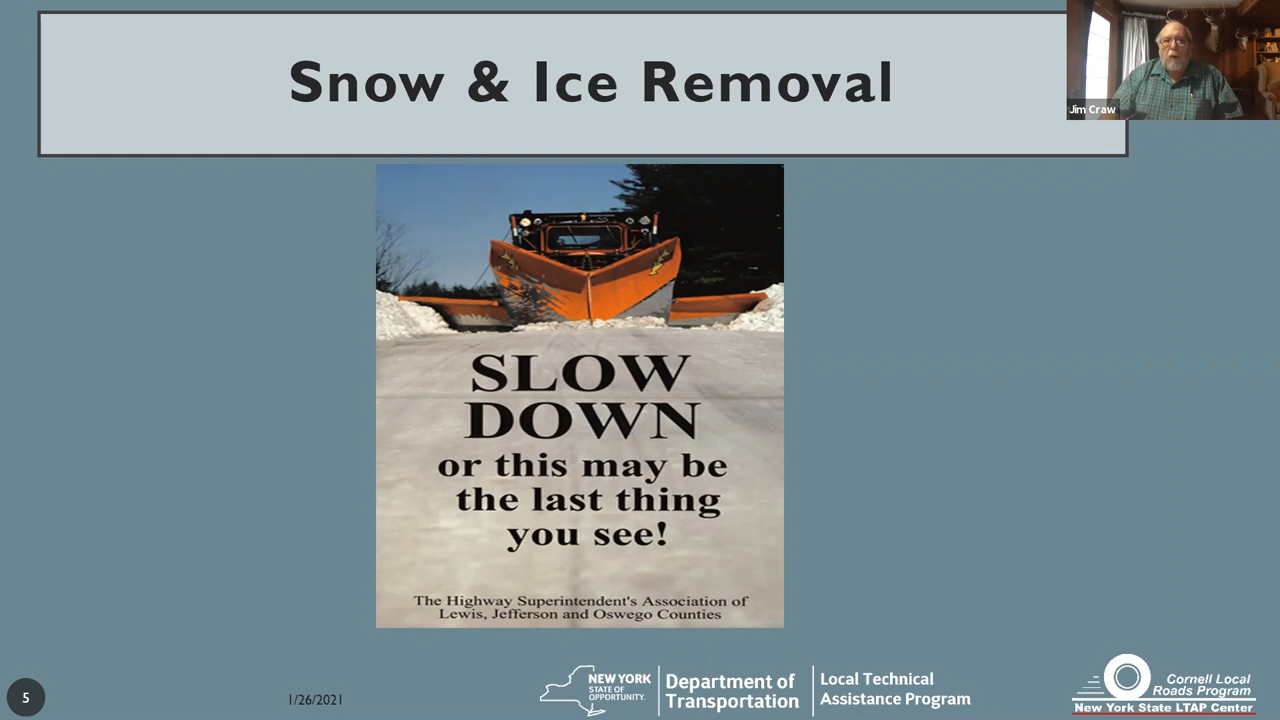 Snow & Ice Removal
Jim Craw
SLOW
DOWN
or this may be
the last thing
you see!
The Highway Superintendent's Association of
Lewis, Jefferson and Oswego Counties
5
1/26/2021
NEW YORK
STATE OF
OPPORTUNITY.
Department of
Transportation
Local Technical
Assistance Program
Cornell Local
Roads Program
New York State LTAP Center